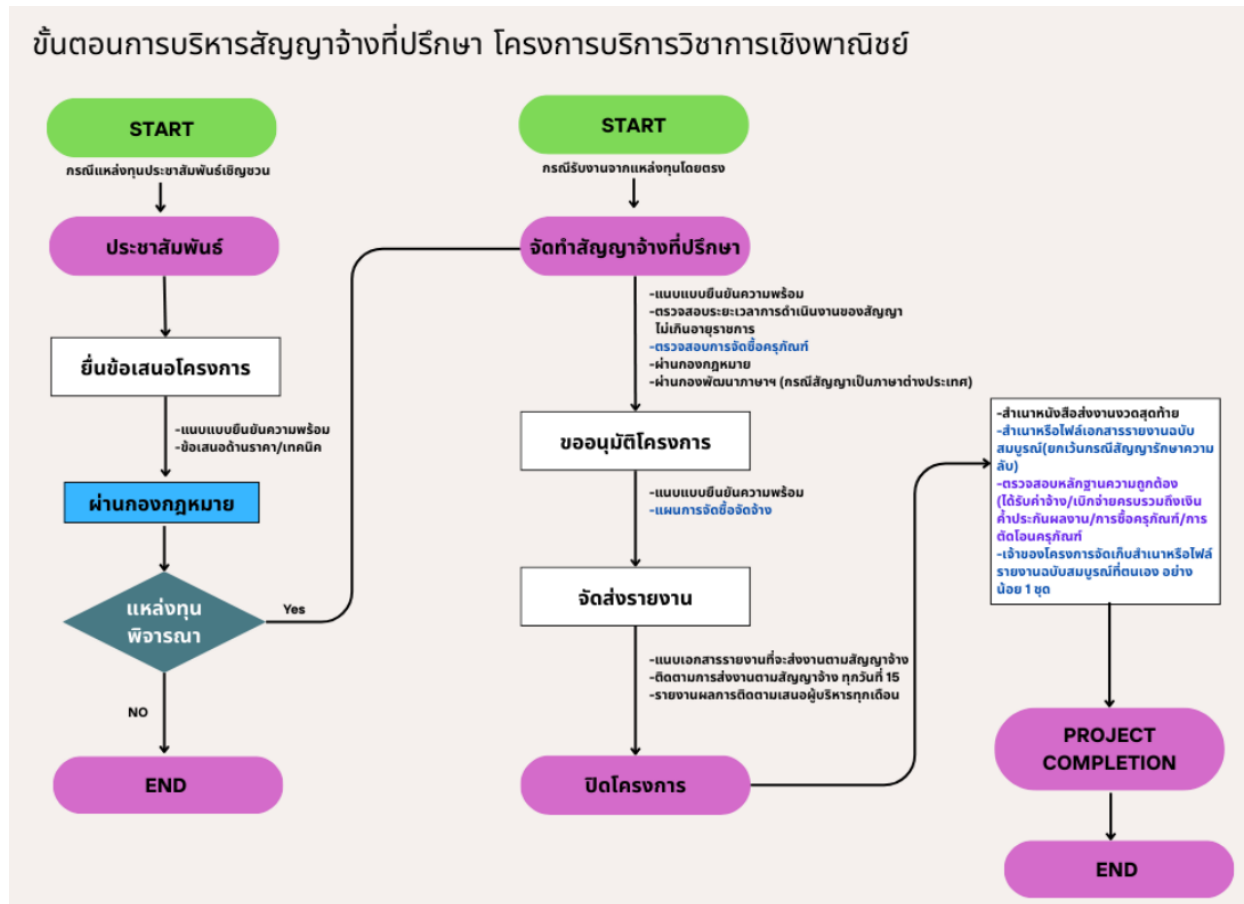 ขั้นตอนการบริหารสัญญาจ้างที่ปรึกษา โครงการบริการวิชาการเชิงพาณิชย์
START
กรณีแหล่งทุนประชาสัมพันธ์เชิญชวน
ประชาสัมพันธ์
ยื่นข้อเสนอโครงการ
-แนบแบบยืนยันความพร้อม
-ข้อเสนอด้านราคา/เทคนิค
ผ่านกองกฎหมาย
แหล่งทุน
พิจารณา
Yes
NO
END
START
กรณีรับงานจากแหล่งทุนโดยตรง
จัดทำสัญญาจ้างที่ปรึกษา
-แนบแบบยืนยันความพร้อม
-ตรวจสอบระยะเวลาการดำเนินงานของสัญญา
ไม่เกินอายุราชการ
-ตรวจสอบการจัดซื้อครุภัณฑ์
-ผ่านกองกฎหมาย
-ผ่านกองพัฒนาภาษาฯ (กรณีสัญญาเป็นภาษาต่างประเทศ)
ขออนุมัติโครงการ
-แนบแบบยืนยันความพร้อม
-แผนการจัดซื้อจัดจ้าง
จัดส่งรายงาน
-แนบเอกสารรายงานที่จะส่งงานตามสัญญาจ้าง
-ติดตามการส่งงานตามสัญญาจ้าง ทุกวันที่ 15
-รายงานผลการติดตามเสนอผู้บริหารทุกเดือน
ปิดโครงการ
-สำเนาหนังสือส่งงานงวดสุดท้าย
-สำเนาหรือไฟล์เอกสารรายงานฉบับ
สมบูรณ์(ยกเว้นกรณีสัญญารักษาความ
ลับ)
-ตรวจสอบหลักฐานความถูกต้อง
(ได้รับค่าจ้าง/เบิกจ่ายครบรวมถึงเงิน
ค้ำประกันผลงาน/การซื้อครุภัณฑ์/การ
ตัดโอนครุภัณฑ์
-เจ้าของโครงการจัดเก็บสำเนาหรือไฟล์
รายงานฉบับสมบูรณ์ที่ตนเอง อย่าง
น้อย 1 ชุด
PROJECT
COMPLETION
END